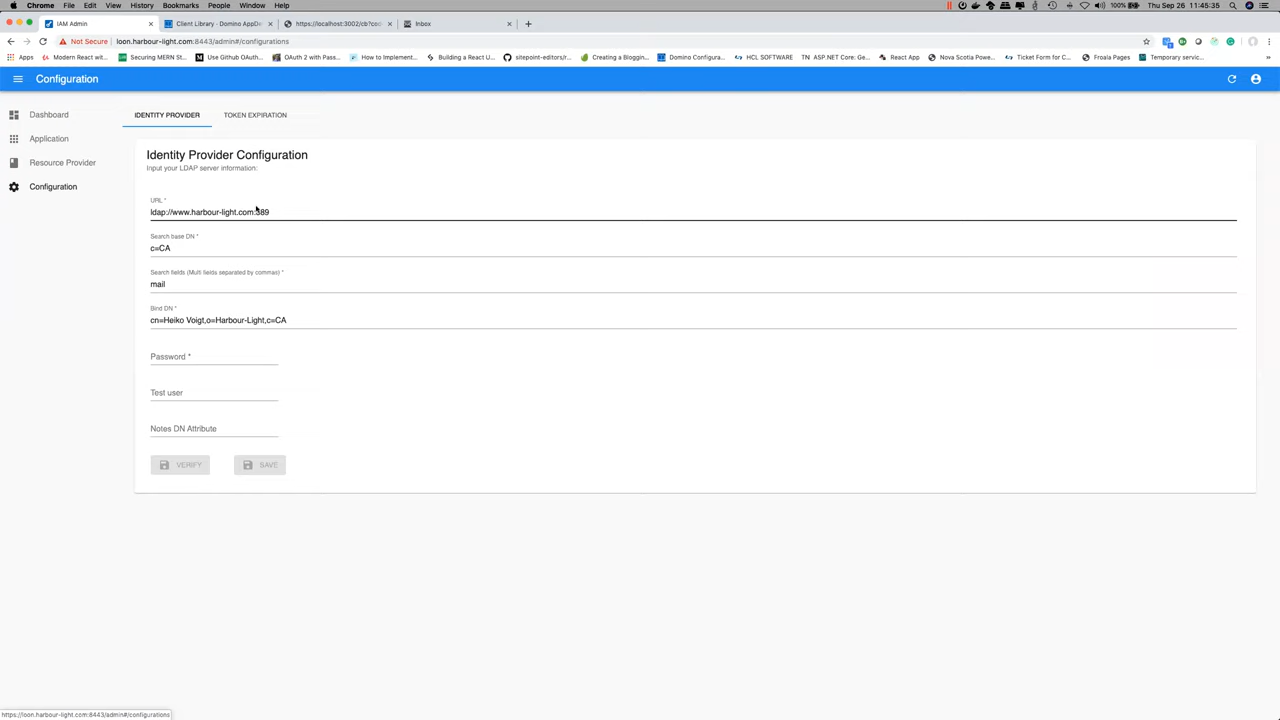 Chrome File Edit View History Bookmarks People Window Help 100% Thu Sep 26 11:45:35
IAM Admin Client Library - Domino AppDe https://localhost:3002/cb?co Inbox
Not Secure loon.harbour-light.com:8443/admin#/configurations
Apps Modern React wit... Securing MERN St... Use Github OAuth... OAuth 2 with Pass... How to Implement... Building a React U... sitepoint-editors/r... Creating a Bloggin... Domino Configura... HCL SOFTWARE TN ASP.NET Core: Ge... React App Nova Scotia Powe... Ticket Form for C... Froala Pages Temporary servic... »
Configuration
Dashboard
Application
Resource Provider
Configuration
IDENTITY PROVIDER TOKEN EXPIRATION
Identity Provider Configuration
Input your LDAP server information:
URL *
ldap://www.harbour-light.com:389
Search base DN *
c=CA
Search fields (Multi fields separated by commas) *
mail
Bind DN *
cn=Heiko Voigt,o=Harbour-Light,c=CA
Password *
Test user
Notes DN Attribute
VERIFY SAVE
https://loon.harbour-light.com:8443/admin#/configurations